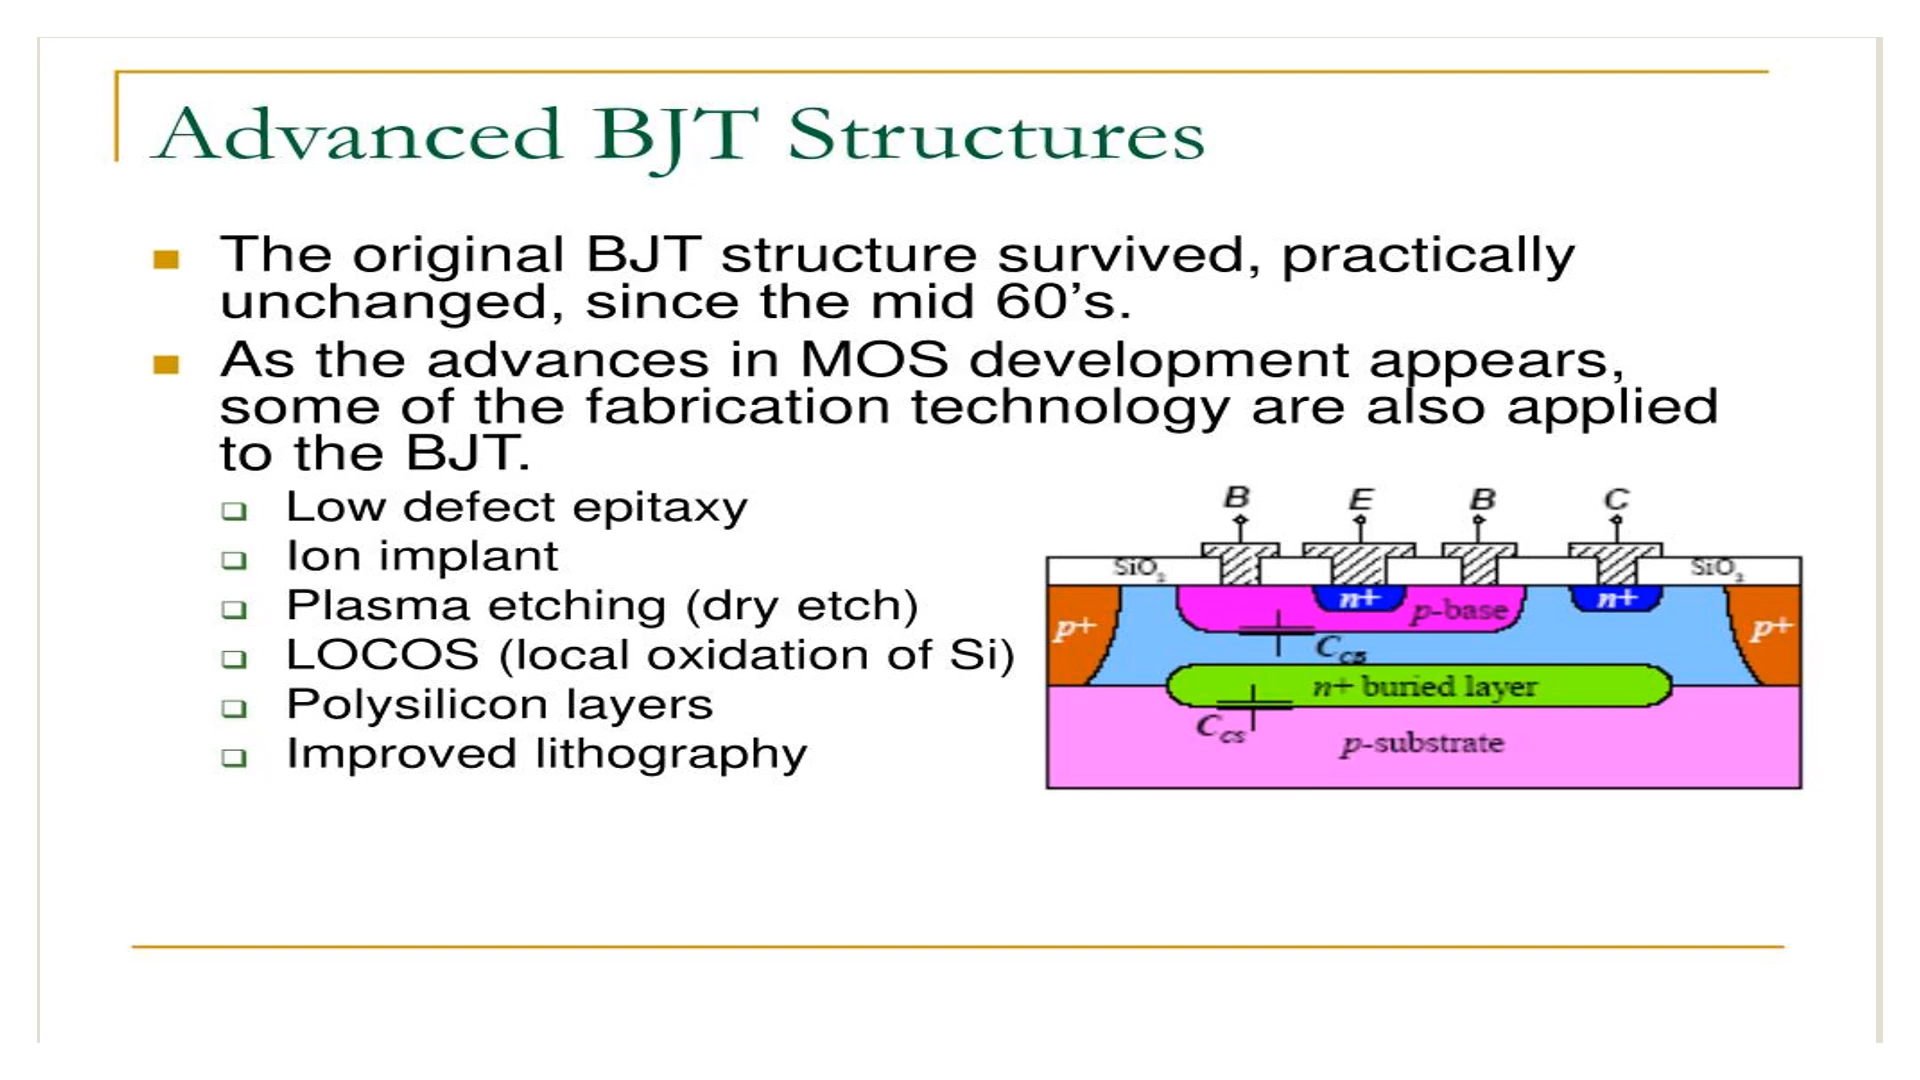 Advanced BJT Structures
The original BJT structure survived, practically
unchanged, since the mid 60's.
As the advances in MOS development appears,
some of the fabrication technology are also applied
to the BJT.
Low defect epitaxy
Ion implant
Plasma etching (dry etch)
LOCOS (local oxidation of Si)
Polysilicon layers
Improved lithography
B E B C
SiO2 SiO2
n+ p-base n+
p+ p+
CCB
n+ buried layer
CCS
p-substrate